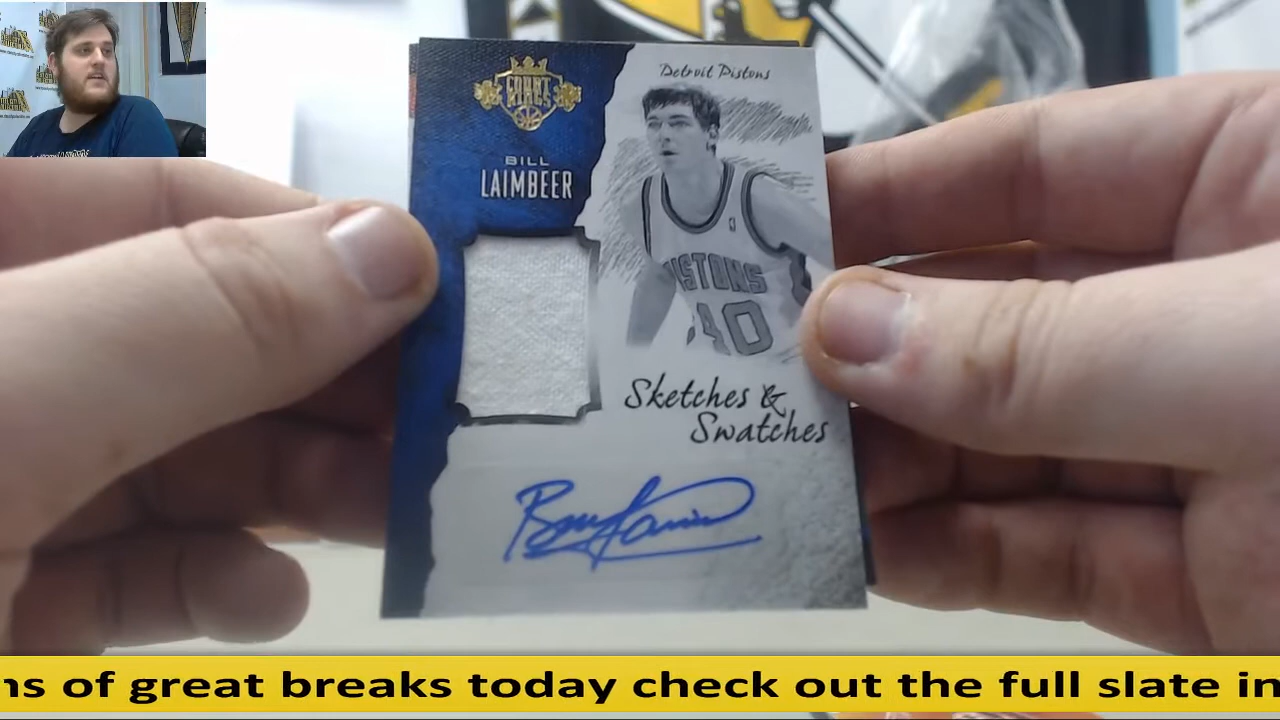 Detroit Pistons
COURT KINGS
BILL
LAIMBEER
PISTONS
40
Sketches &
Swatches
ns of great breaks today check out the full slate in